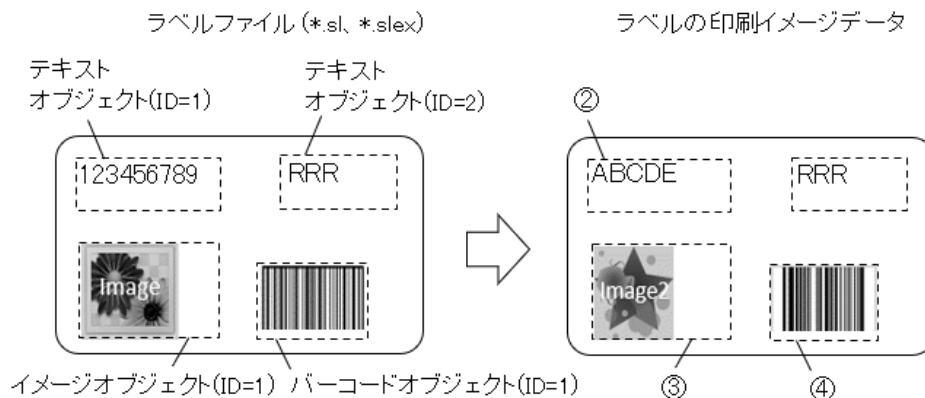 ラベルファイル (*.sl、*.slex)
ラベルの印刷イメージデータ
テキスト
オブジェクト(ID=1)
テキスト
オブジェクト(ID=2)
②
123456789
RRR
ABCDE
RRR
Image
Image2
イメージオブジェクト(ID=1)
バーコードオブジェクト(ID=1)
③
④